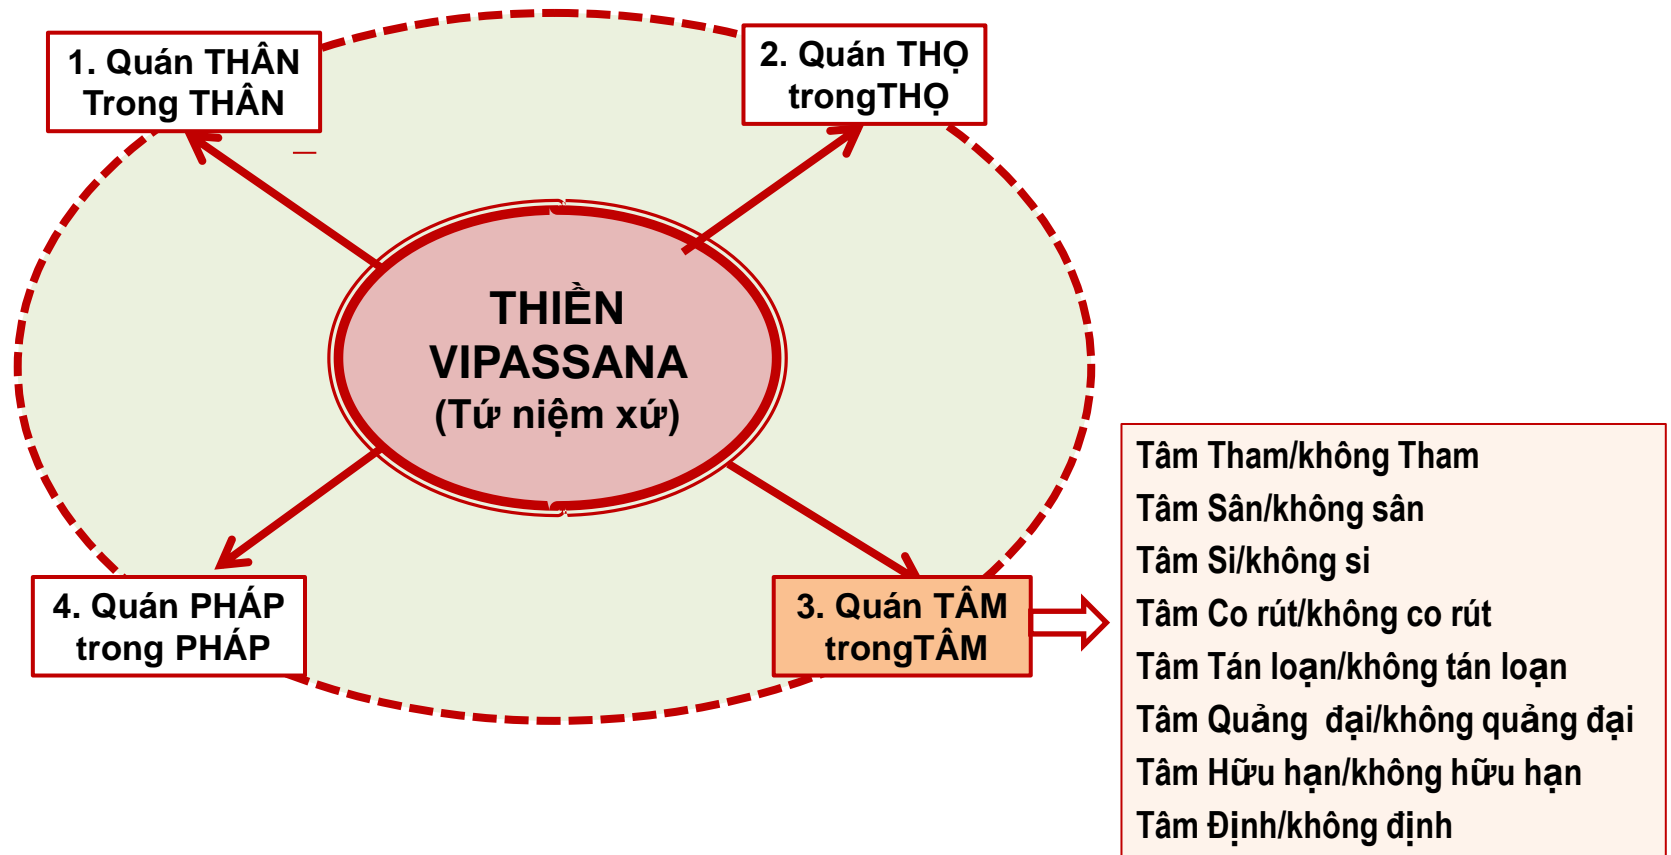 1. Quán THÂN
Trong THÂN
2. Quán THỌ
trongTHỌ
THIỀN
VIPASSANA
(Tứ niệm xứ)
4. Quán PHÁP
trong PHÁP
3. Quán TÂM
trongTÂM
Tâm Tham/không Tham
Tâm Sân/không sân
Tâm Si/không si
Tâm Co rút/không co rút
Tâm Tán loạn/không tán loạn
Tâm Quảng  đại/không quảng đại
Tâm Hữu hạn/không hữu hạn
Tâm Định/không định